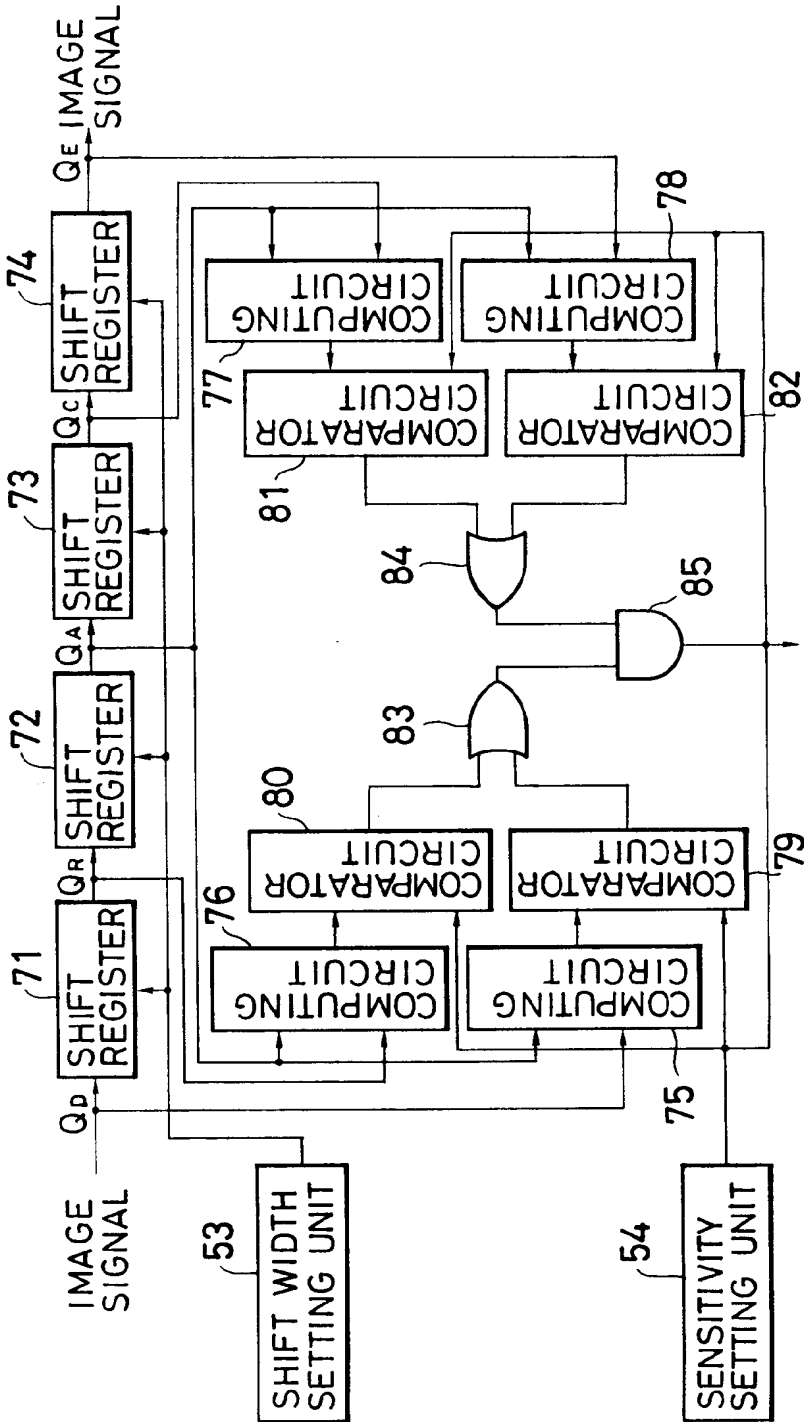 IMAGE
SIGNAL
QD
71
SHIFT
REGISTER
QR
72
SHIFT
REGISTER
QA
73
SHIFT
REGISTER
QC
74
SHIFT
REGISTER
QE
IMAGE
SIGNAL
53
SHIFT WIDTH
SETTING UNIT
76
COMPUTING
CIRCUIT
80
COMPARATOR
CIRCUIT
75
COMPUTING
CIRCUIT
79
COMPARATOR
CIRCUIT
83
84
85
81
COMPARATOR
CIRCUIT
77
COMPUTING
CIRCUIT
82
COMPARATOR
CIRCUIT
78
COMPUTING
CIRCUIT
54
SENSITIVITY
SETTING UNIT